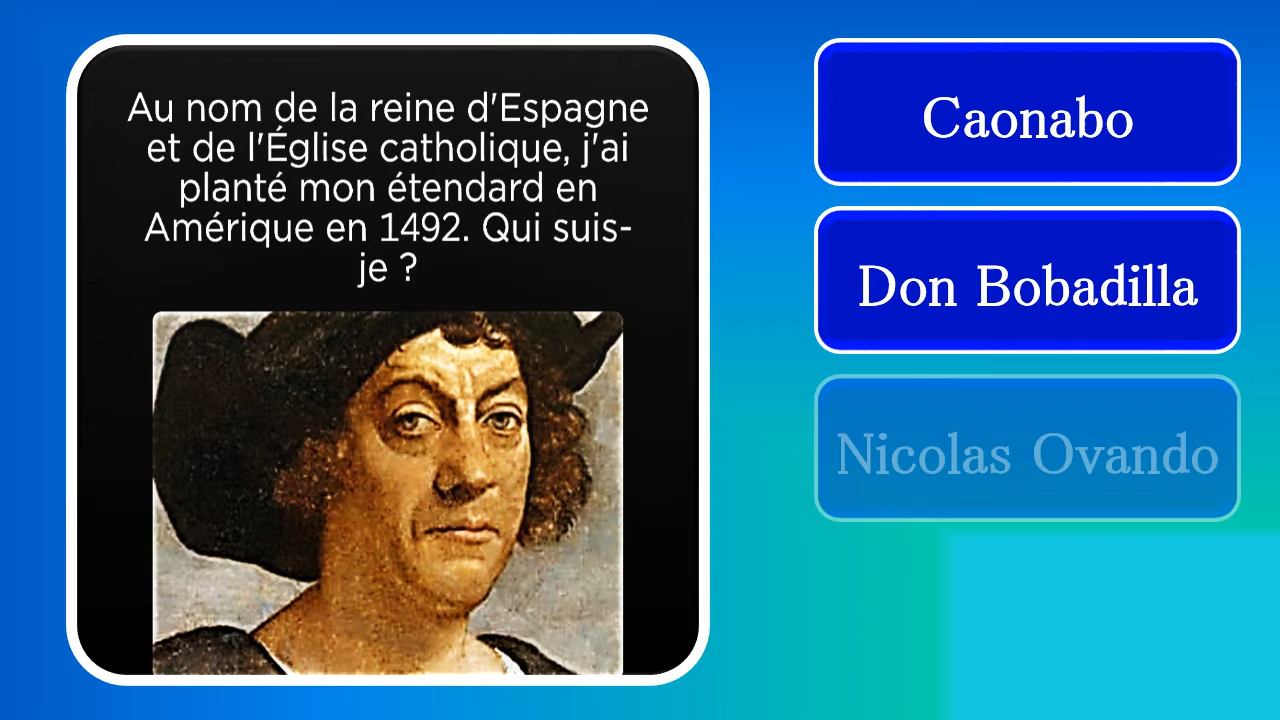 Au nom de la reine d'Espagne
et de l'Église catholique, j'ai
planté mon étendard en
Amérique en 1492. Qui suis-
je ?
Caonabo
Don Bobadilla
Nicolas Ovando